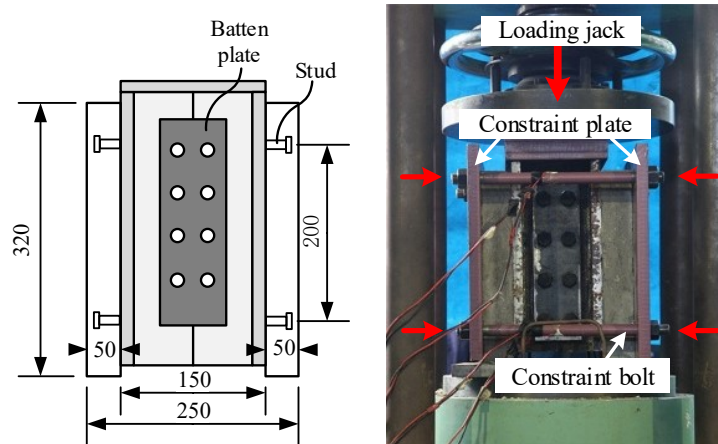 Batten
plate
Stud
320
200
50
50
150
250
Loading jack
Constraint plate
Constraint bolt